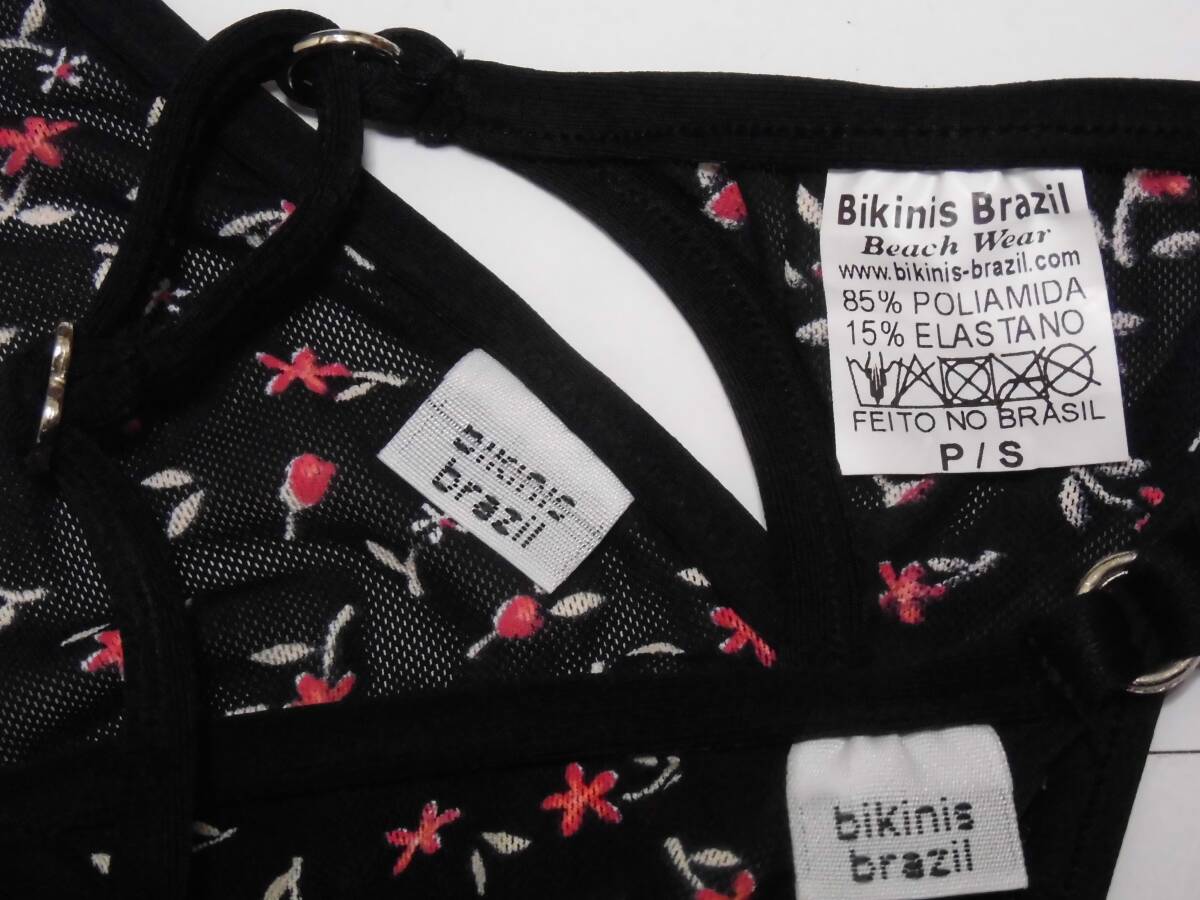 Bikinis Brazil
Beach Wear
www.bikinis-brazil.com
85% POLIAMIDA
15% ELASTANO
FEITO NO BRASIL
P / S
bikinis
brazil
bikinis
brazil